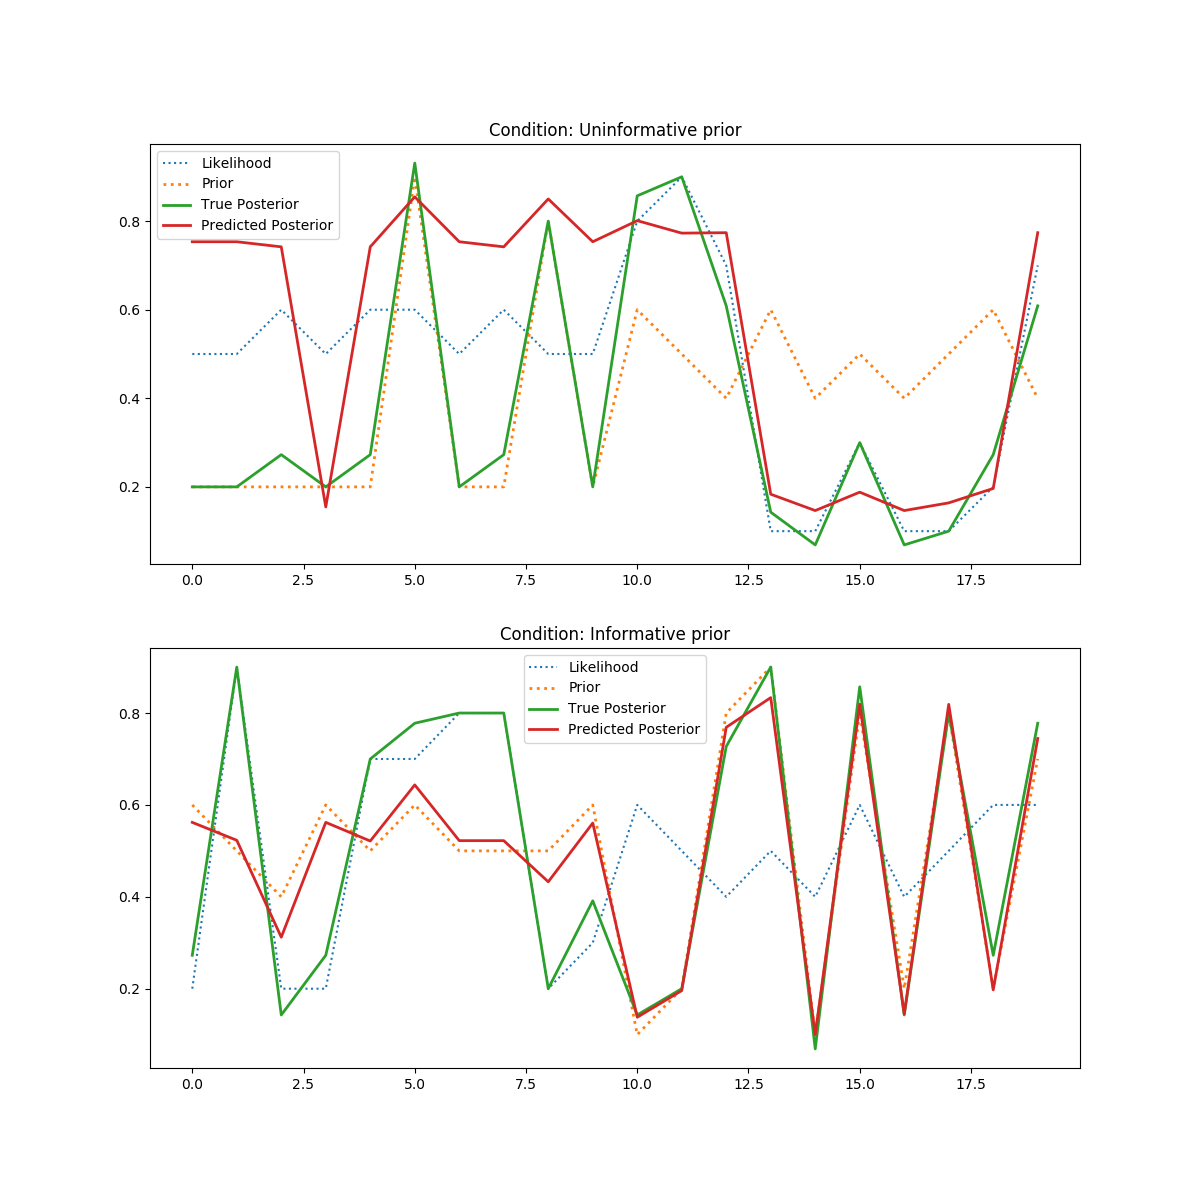 Condition: Uninformative prior
Likelihood
Prior
True Posterior
Predicted Posterior
0.8
0.6
0.4
0.2
0.0 2.5 5.0 7.5 10.0 12.5 15.0 17.5
Condition: Informative prior
Likelihood
Prior
True Posterior
Predicted Posterior
0.8
0.6
0.4
0.2
0.0 2.5 5.0 7.5 10.0 12.5 15.0 17.5